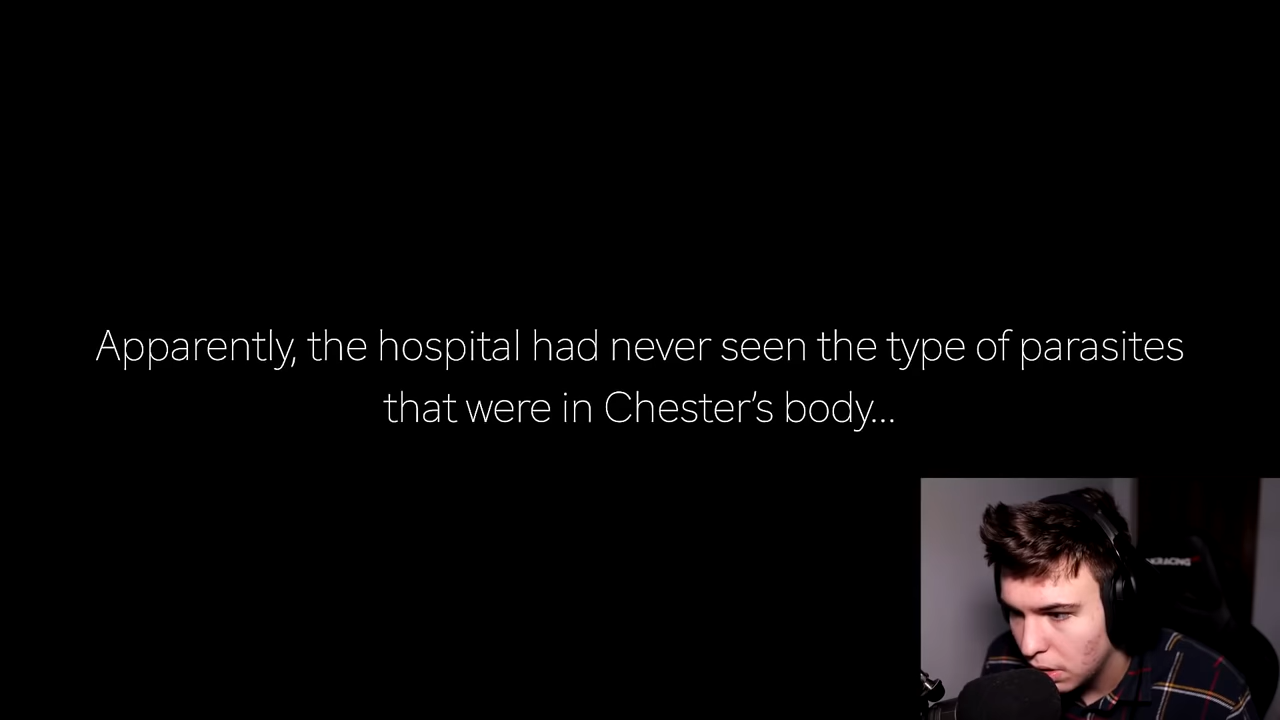 Apparently, the hospital had never seen the type of parasites
that were in Chester's body...